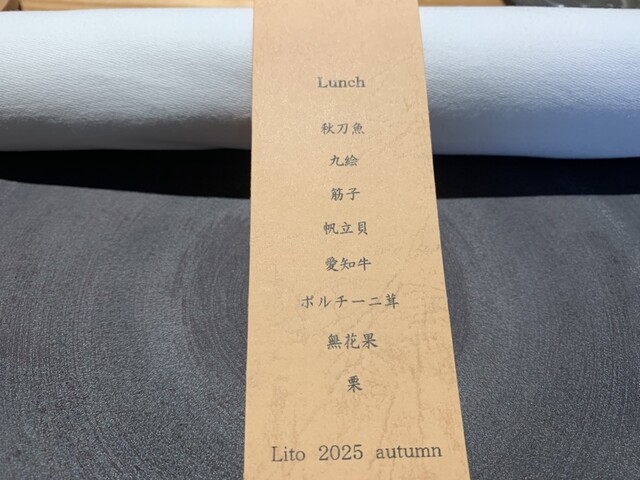 Lunch
秋刀魚
九絵
筋子
帆立貝
愛知牛
ポルチーニ茸
無花果
栗
Lito 2025 autumn